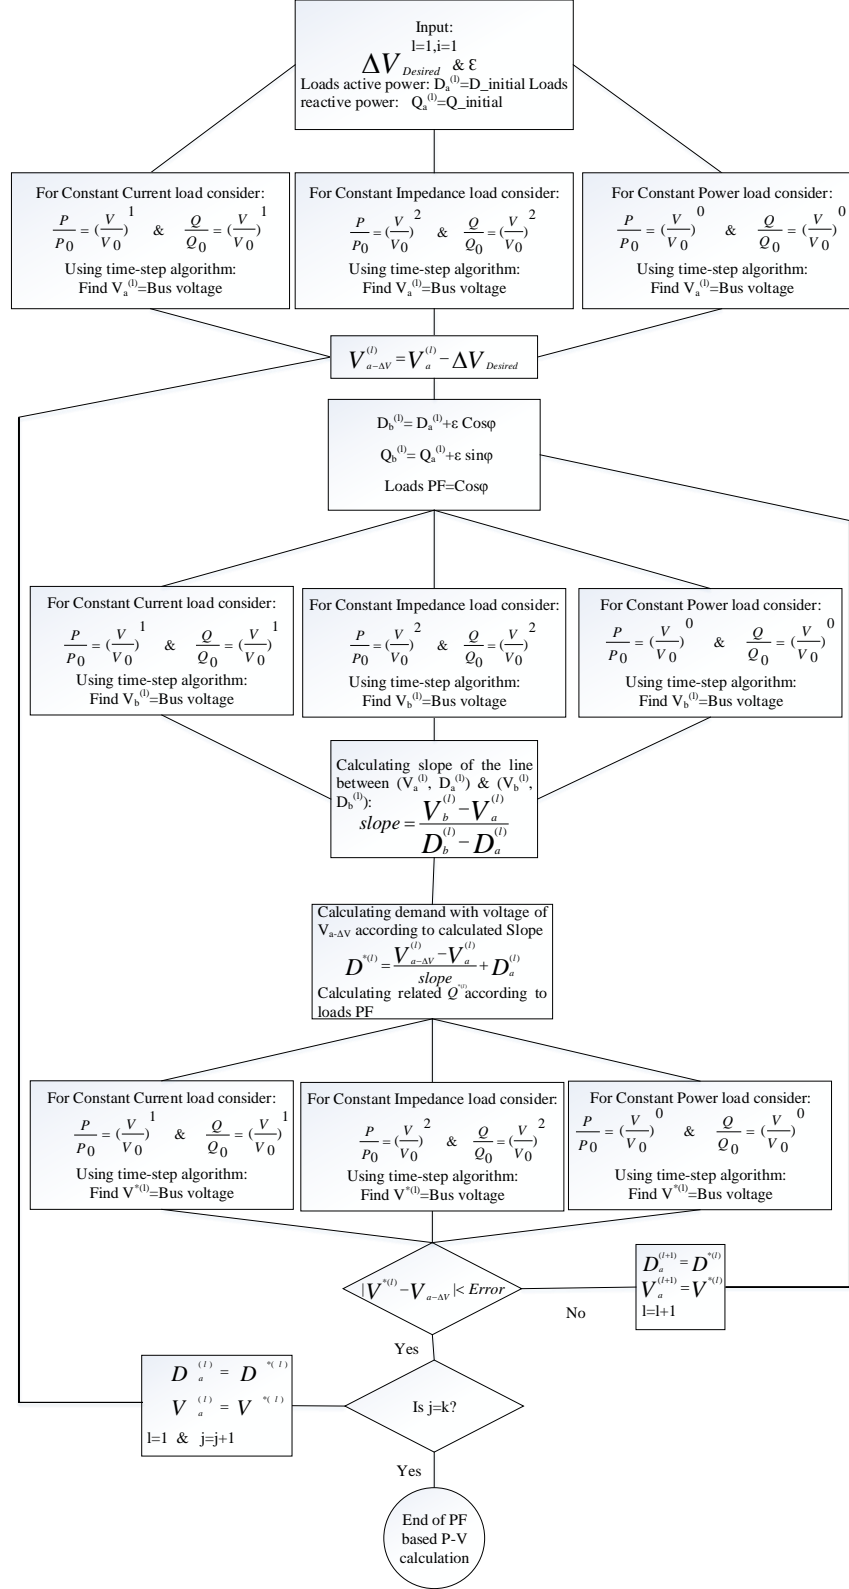 Input:
l=1,i=1
ΔV Desired & ε
Loads active power: D_a^(l)=D_initial Loads
reactive power: Q_a^(l)=Q_initial
For Constant Current load consider:
P/P0 = (V/V0)^1 & Q/Q0 = (V/V0)^1
Using time-step algorithm:
Find V_a^(l)=Bus voltage
For Constant Impedance load consider:
P/P0 = (V/V0)^2 & Q/Q0 = (V/V0)^2
Using time-step algorithm:
Find V_a^(l)=Bus voltage
For Constant Power load consider:
P/P0 = (V/V0)^0 & Q/Q0 = (V/V0)^0
Using time-step algorithm:
Find V_a^(l)=Bus voltage
V_a-ΔV^(l) = V_a^(l) − ΔV Desired
D_b^(l)= D_a^(l)+ε Cosφ
Q_b^(l)= Q_a^(l)+ε sinφ
Loads PF=Cosφ
For Constant Current load consider:
P/P0 = (V/V0)^1 & Q/Q0 = (V/V0)^1
Using time-step algorithm:
Find V_b^(l)=Bus voltage
For Constant Impedance load consider:
P/P0 = (V/V0)^2 & Q/Q0 = (V/V0)^2
Using time-step algorithm:
Find V_b^(l)=Bus voltage
For Constant Power load consider:
P/P0 = (V/V0)^0 & Q/Q0 = (V/V0)^0
Using time-step algorithm:
Find V_b^(l)=Bus voltage
Calculating slope of the line
between (V_a^(l), D_a^(l)) & (V_b^(l),
D_b^(l)):
slope = (V_b^(l) − V_a^(l))/(D_b^(l) − D_a^(l))
Calculating demand with voltage of
V_a-ΔV according to calculated Slope
D^*(l) = (V_a-ΔV^(l) − V_a^(l))/slope + D_a^(l)
Calculating related Q^*(l) according to
loads PF
For Constant Current load consider:
P/P0 = (V/V0)^1 & Q/Q0 = (V/V0)^1
Using time-step algorithm:
Find V^*(l)=Bus voltage
For Constant Impedance load consider:
P/P0 = (V/V0)^2 & Q/Q0 = (V/V0)^2
Using time-step algorithm:
Find V^*(l)=Bus voltage
For Constant Power load consider:
P/P0 = (V/V0)^0 & Q/Q0 = (V/V0)^0
Using time-step algorithm:
Find V^*(l)=Bus voltage
|V^*(l) − V_a-ΔV| < Error
No
D_a^(l+1) = D^*(l)
V_a^(l+1) = V^*(l)
l=l+1
Yes
D_a^(l) = D^*(l)
V_a^(l) = V^*(l)
l=1 & j=j+1
Is j=k?
Yes
End of PF
based P-V
calculation